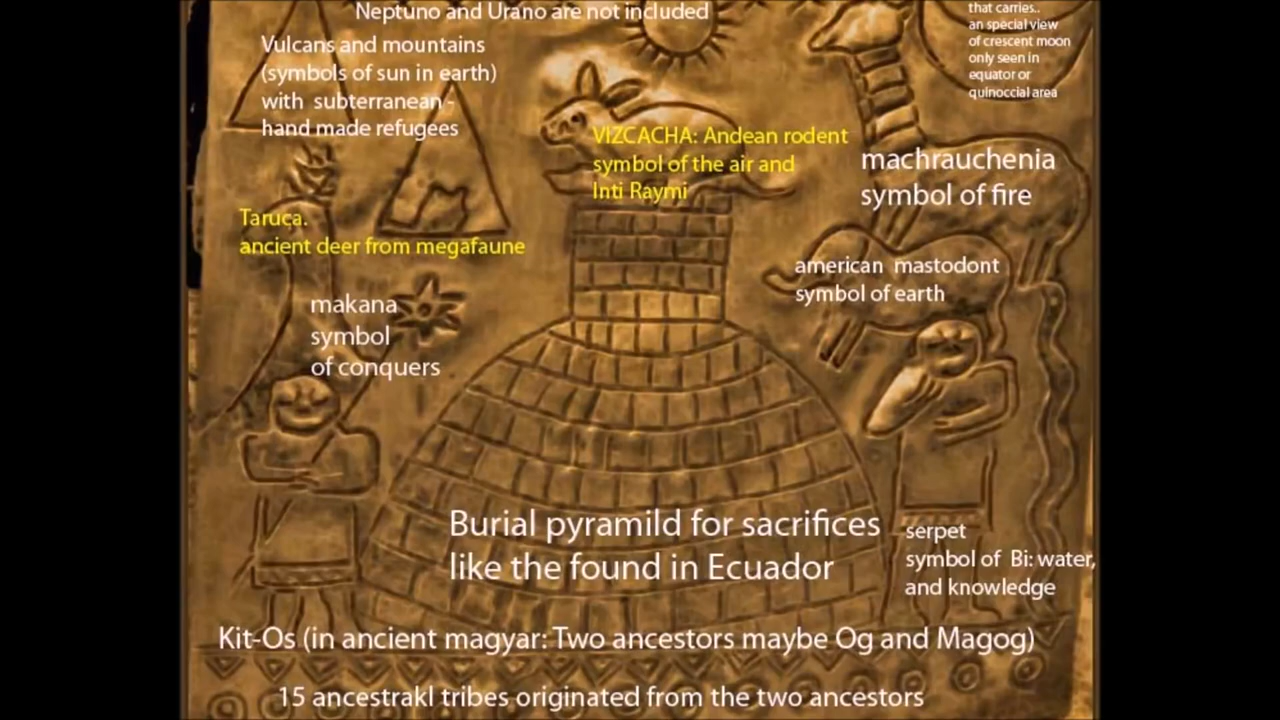 Neptuno and Urano are not included
that carries..
an special view
of crescent moon
only seen in
equator or
quinoccial area
Vulcans and mountains
(symbols of sun in earth)
with subterranean -
hand made refugees
VIZCACHA: Andean rodent
symbol of the air and
Inti Raymi
machrauchenia
symbol of fire
Taruca.
ancient deer from megafaune
american mastodont
symbol of earth
makana
symbol
of conquers
Burial pyramild for sacrifices
like the found in Ecuador
serpet
symbol of Bi: water,
and knowledge
Kit-Os (in ancient magyar: Two ancestors maybe Og and Magog)
15 ancestrakl tribes originated from the two ancestors